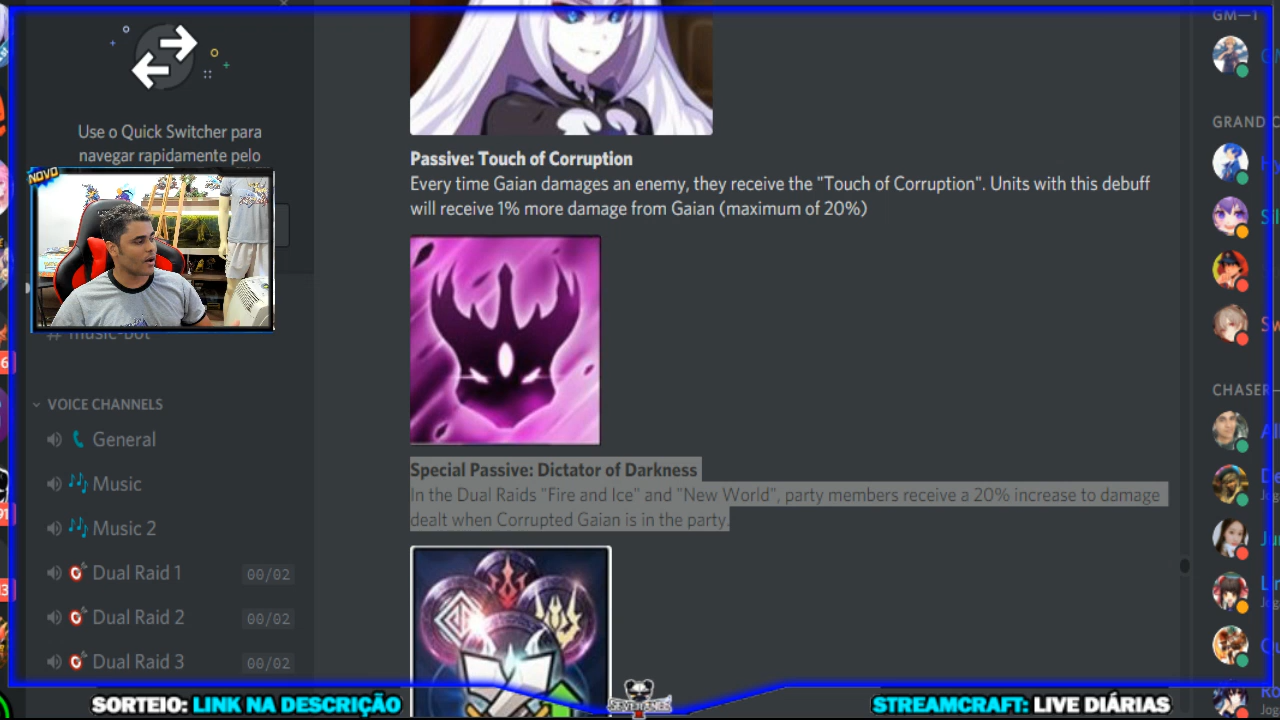 Use o Quick Switcher para
navegar rapidamente pelo
NOVO
VOICE CHANNELS
General
Music
Music 2
Dual Raid 1 00/02
Dual Raid 2 00/02
Dual Raid 3 00/02
Passive: Touch of Corruption
Every time Gaian damages an enemy, they receive the "Touch of Corruption". Units with this debuff
will receive 1% more damage from Gaian (maximum of 20%)
Special Passive: Dictator of Darkness
In the Dual Raids "Fire and Ice" and "New World", party members receive a 20% increase to damage
dealt when Corrupted Gaian is in the party.
GM—1
GRAND
CHASER—
SORTEIO: LINK NA DESCRIÇÃO
STREAMCRAFT: LIVE DIÁRIAS